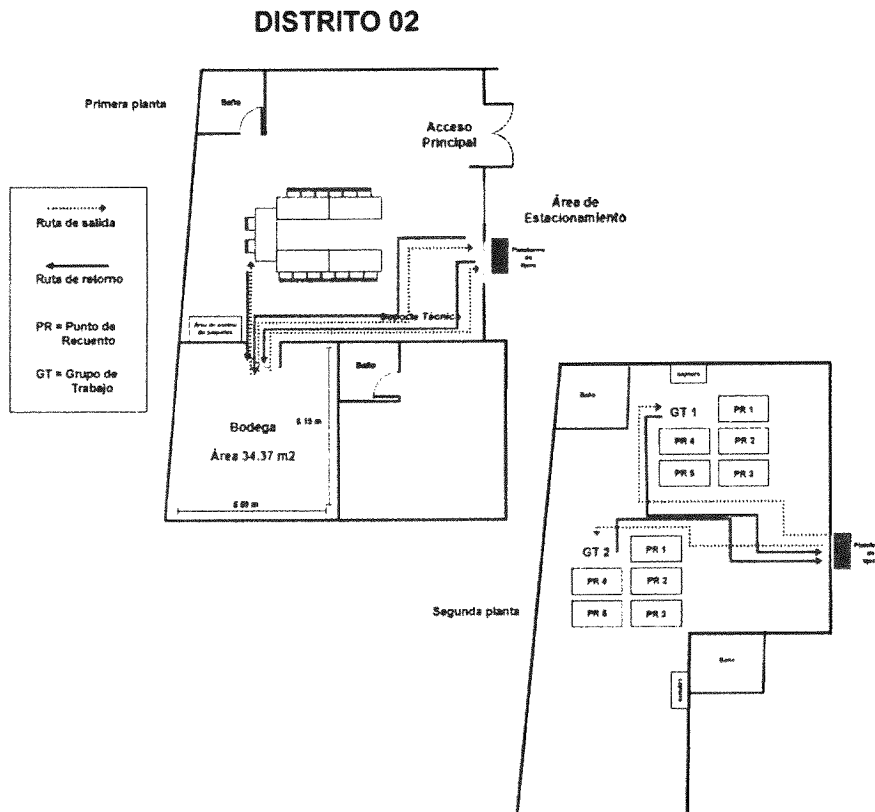 DISTRITO 02
Primera planta
Baño
Acceso
Principal
Área de
Estacionamiento
Ruta de salida
Ruta de retorno
PR = Punto de
Recuento
GT = Grupo de
Trabajo
Soporte Técnico
Baño
Bodega
Área 34.37 m2
Segunda planta
Baño
GT 1
PR 1
PR 4
PR 2
PR 5
PR 3
GT 2
PR 1
PR 4
PR 2
PR 5
PR 3
Baño